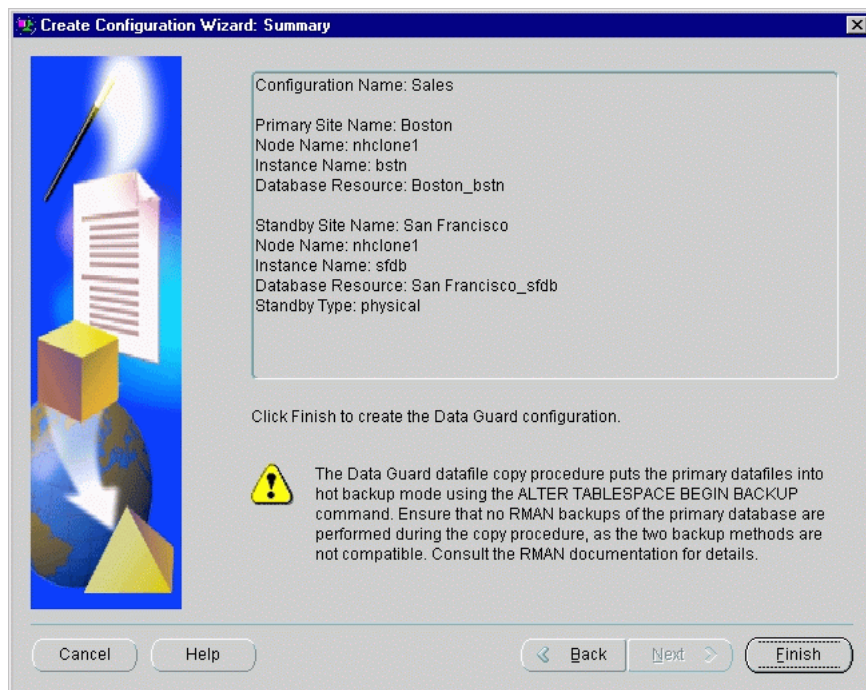 Create Configuration Wizard: Summary
Configuration Name: Sales
Primary Site Name: Boston
Node Name: nhclone1
Instance Name: bstn
Database Resource: Boston_bstn
Standby Site Name: San Francisco
Node Name: nhclone1
Instance Name: sfdb
Database Resource: San Francisco_sfdb
Standby Type: physical
Click Finish to create the Data Guard configuration.
The Data Guard datafile copy procedure puts the primary datafiles into
hot backup mode using the ALTER TABLESPACE BEGIN BACKUP
command. Ensure that no RMAN backups of the primary database are
performed during the copy procedure, as the two backup methods are
not compatible. Consult the RMAN documentation for details.
Cancel Help Back Next Finish